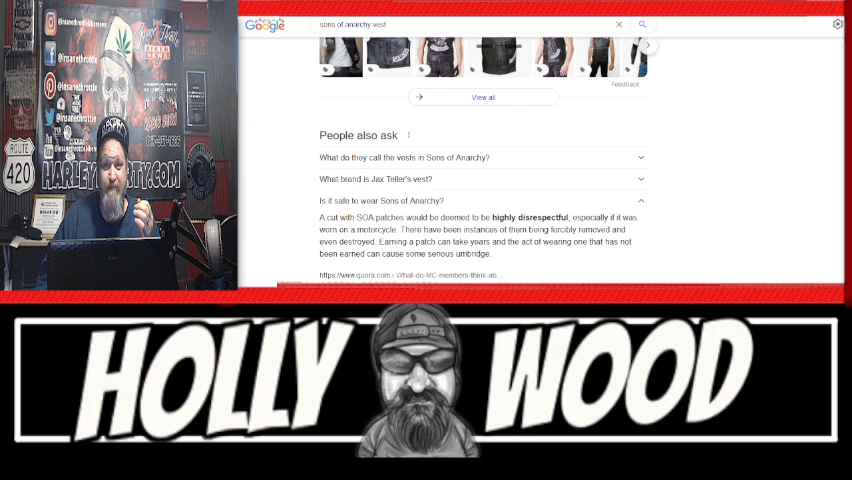 Google
sons of anarchy vest
Feedback
View all
People also ask
What do they call the vests in Sons of Anarchy?
What brand is Jax Teller's vest?
Is it safe to wear Sons of Anarchy?
A cut with SOA patches would be deemed to be highly disrespectful, especially if it was
worn on a motorcycle. There have been instances of them being forcibly removed and
even destroyed. Earning a patch can take years and the act of wearing one that has not
been earned can cause some serious umbridge.
https://www.quora.com › What-do-MC-members-think-ab...
@insanethrottle
@insanethrottle
@insanethrottle
ROUTE
420
HOLLY WOOD